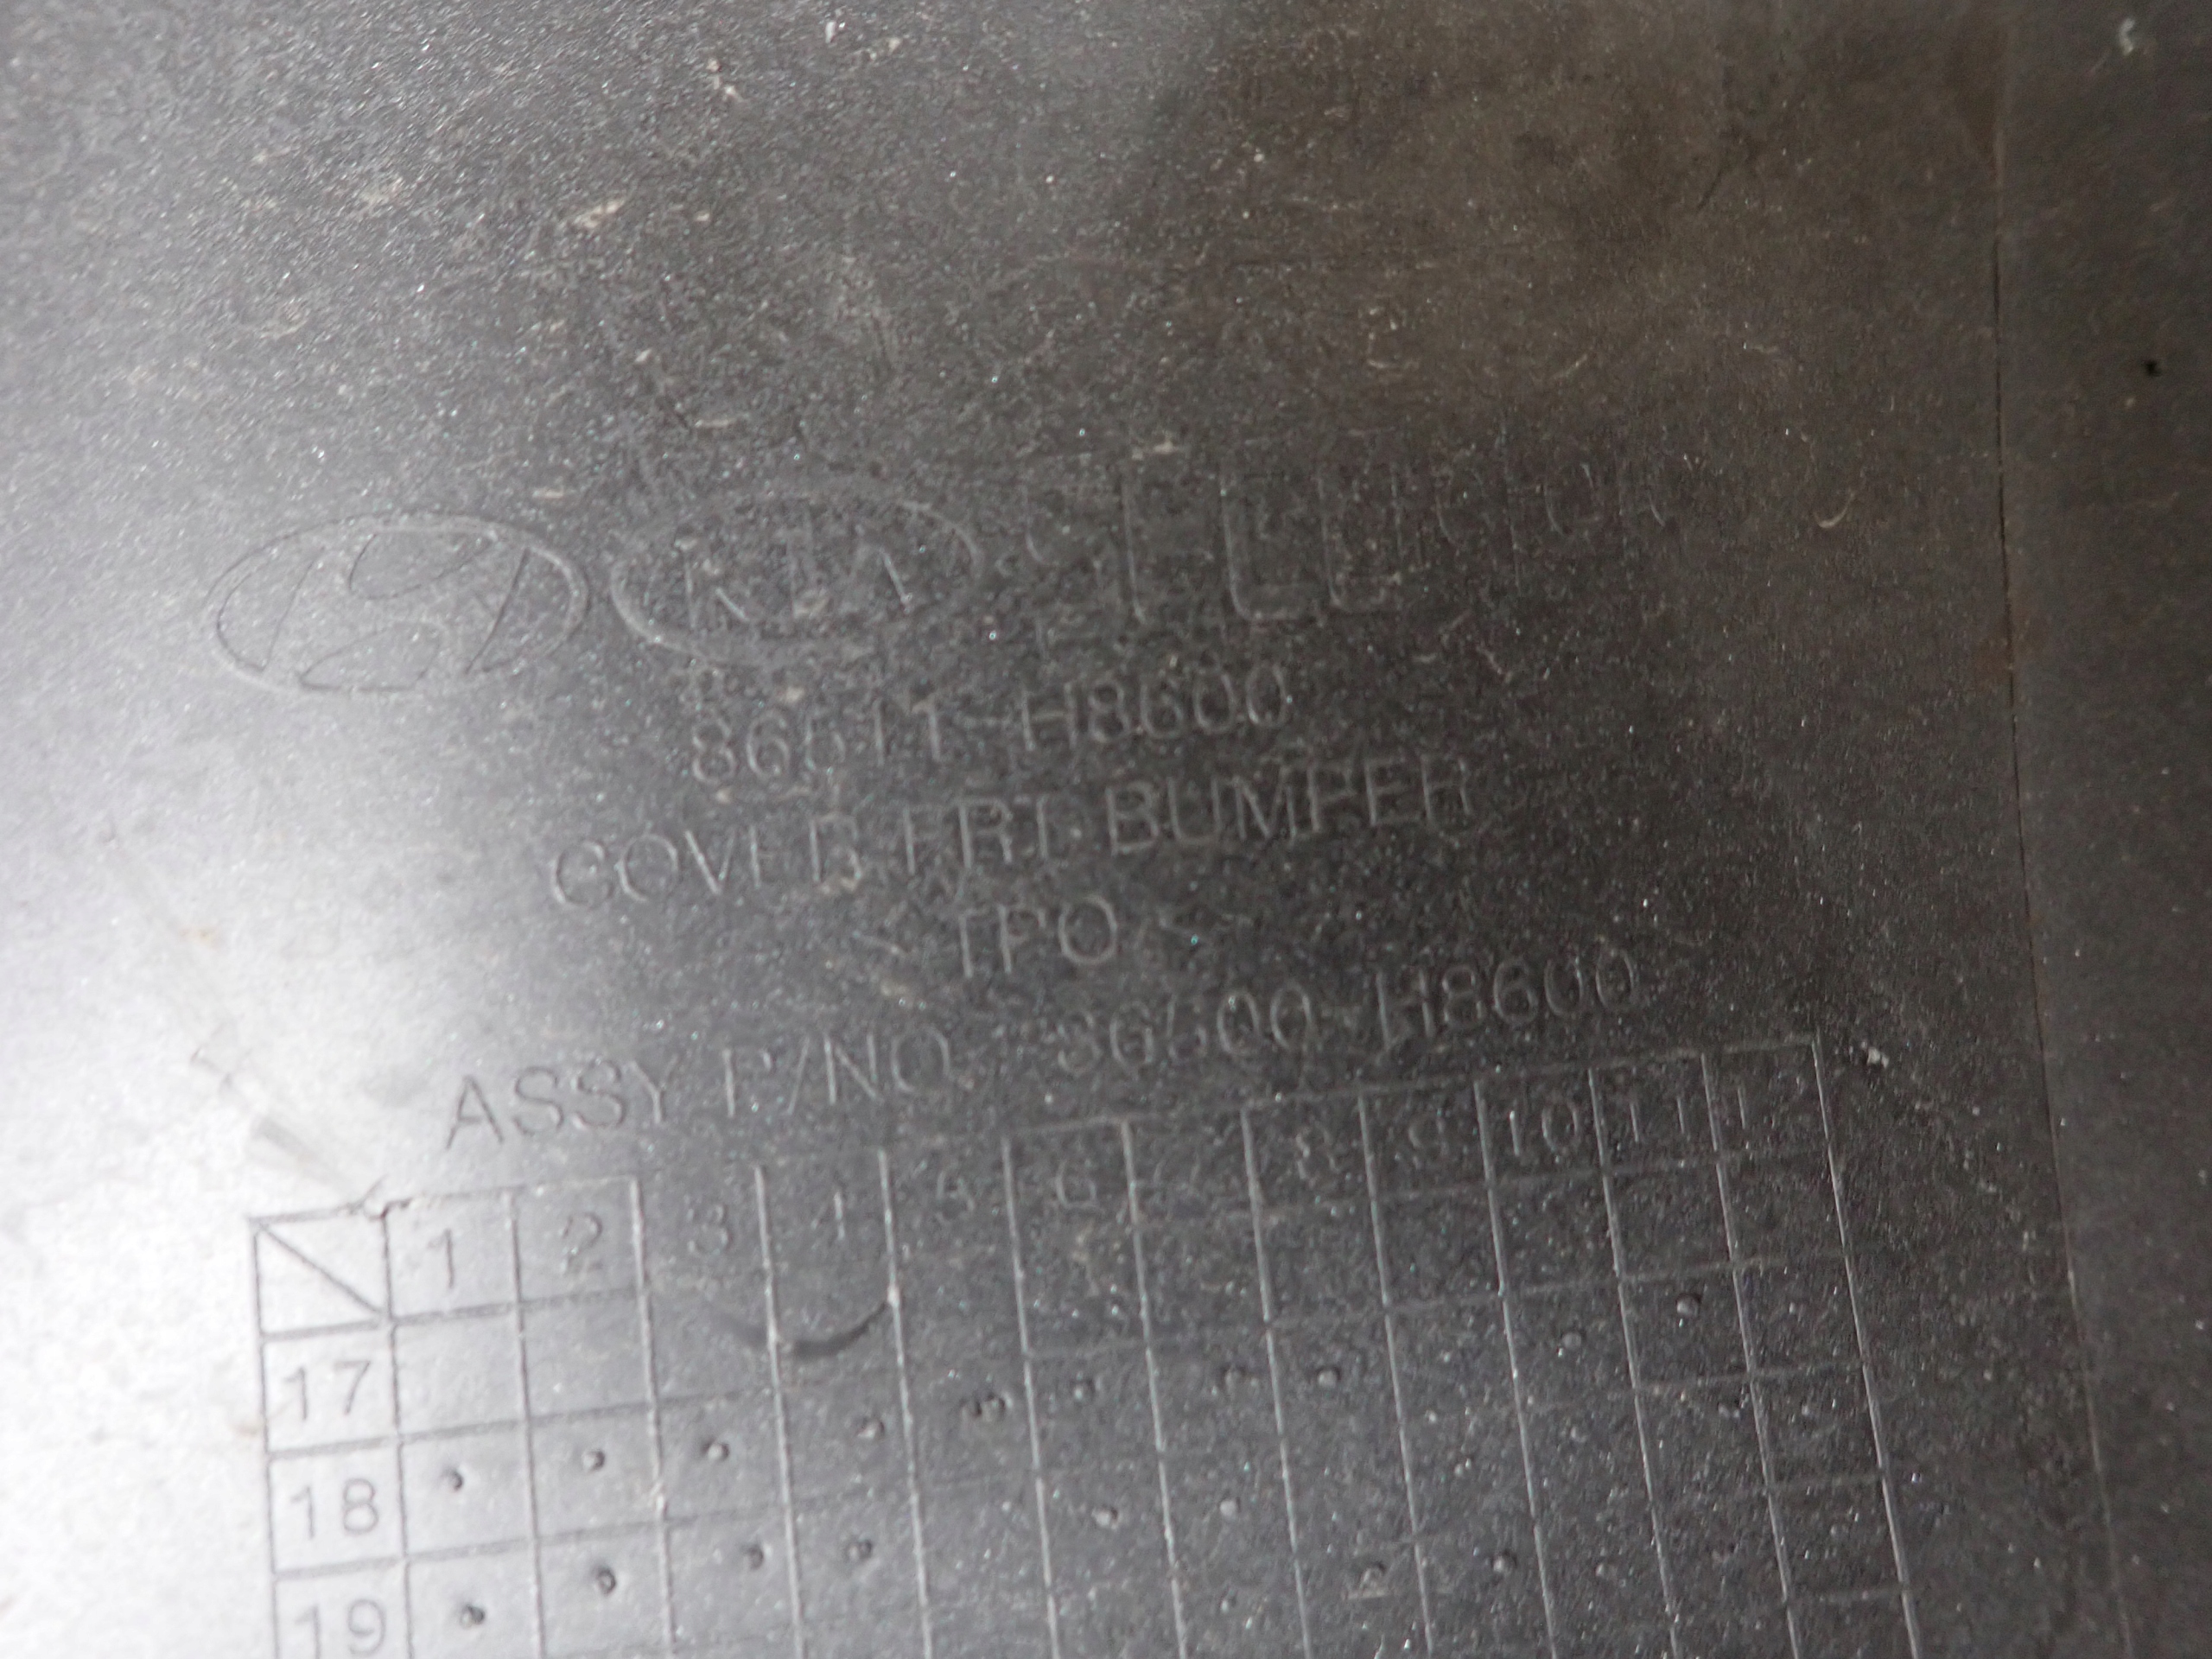 KIA
86511-H8600
COVER FRT BUMPER
> TPO <
ASSY P/NO : 86500-H8600
1 2 3 4 5 6 7 8 9 10 11 12
17
18
19